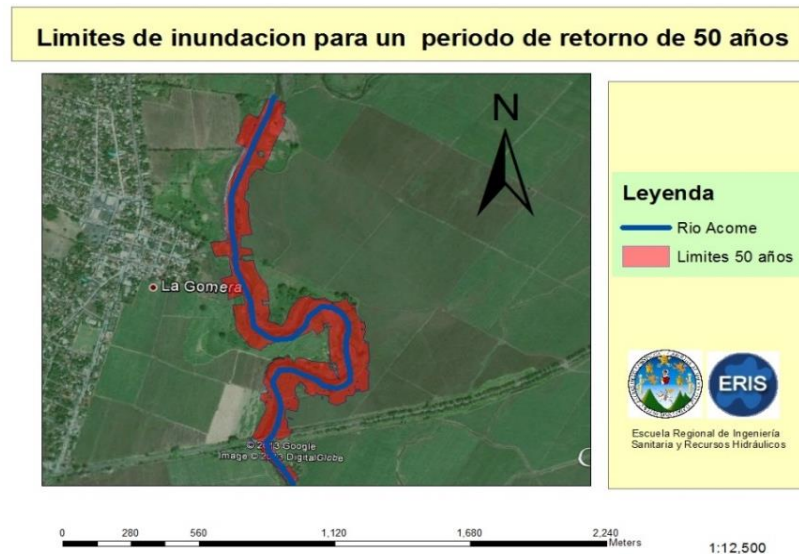 Limites de inundacion para un periodo de retorno de 50 años
N
La Gomera
© 2013 Google
Image © 2013 DigitalGlobe
Leyenda
Rio Acome
Limites 50 años
ERIS
Escuela Regional de Ingeniería
Sanitaria y Recursos Hidráulicos
0 280 560 1,120 1,680 2,240
Meters
1:12,500